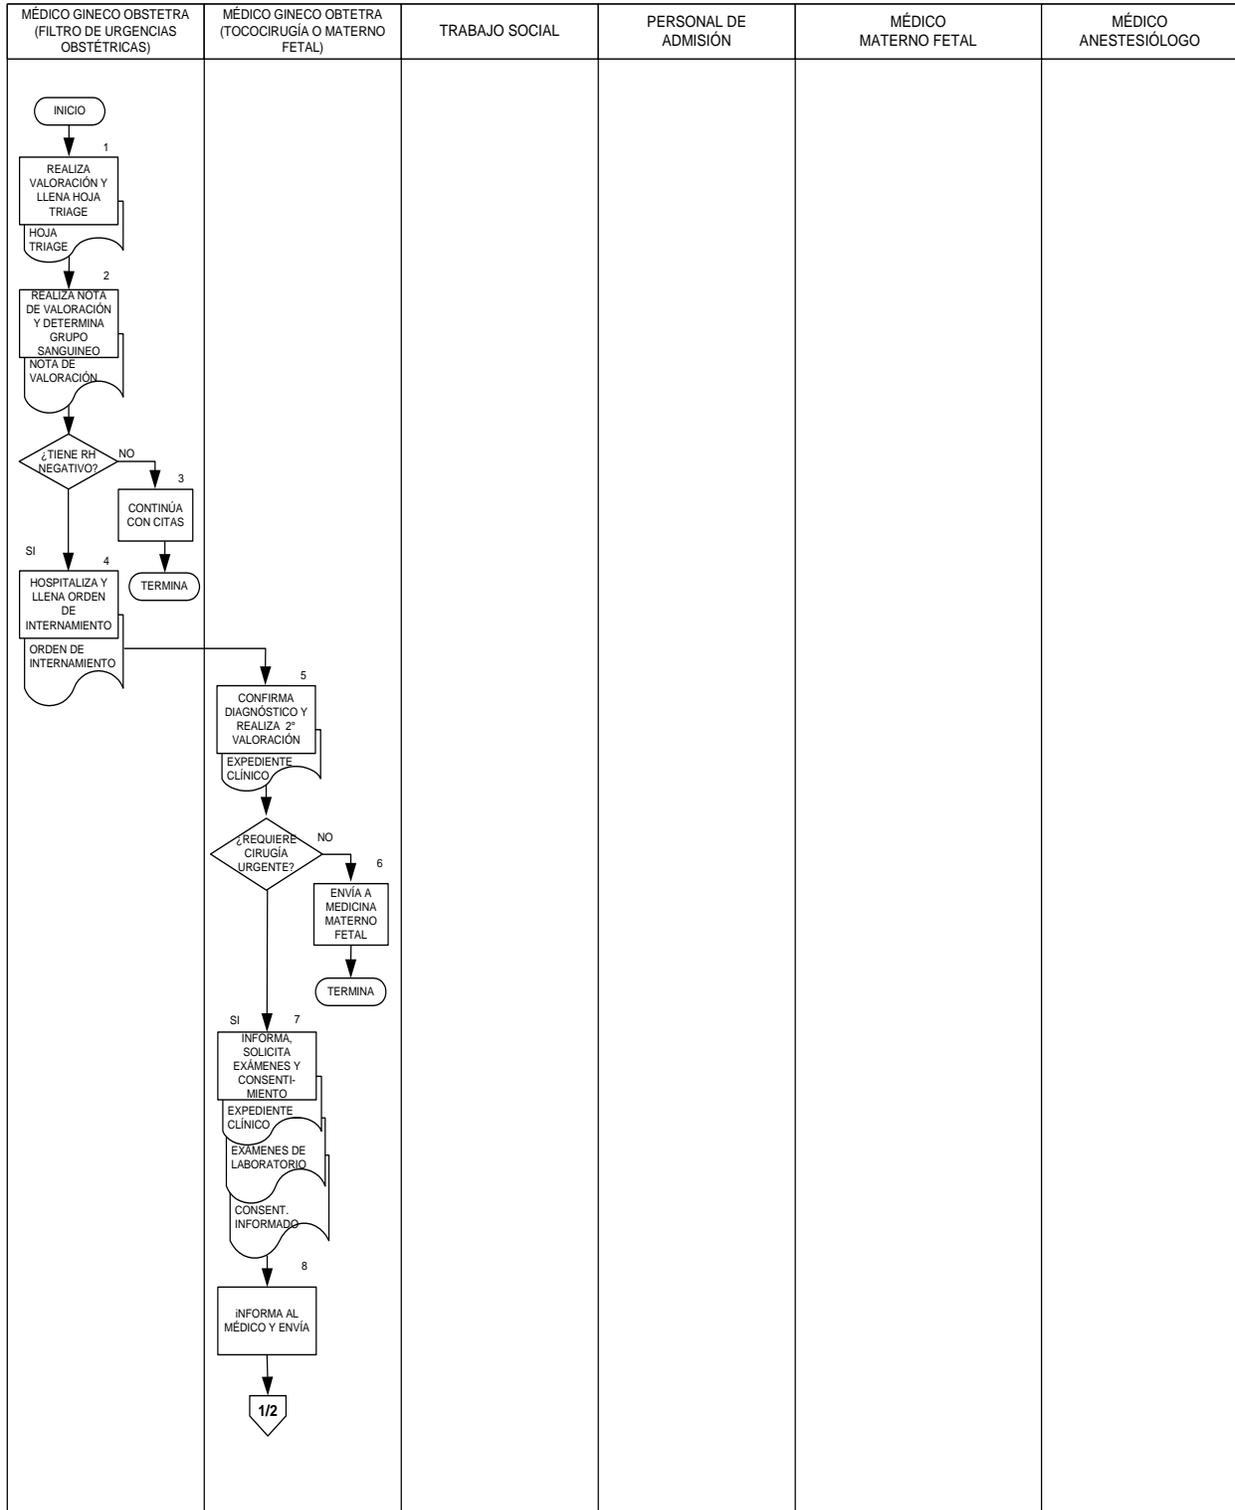 MÉDICO GINECO OBSTETRA
(FILTRO DE URGENCIAS
OBSTÉTRICAS)
MÉDICO GINECO OBTETRA
(TOCOCIRUGÍA O MATERNO
FETAL)
TRABAJO SOCIAL
PERSONAL DE
ADMISIÓN
MÉDICO
MATERNO FETAL
MÉDICO
ANESTESIÓLOGO
INICIO
1
REALIZA
VALORACIÓN Y
LLENA HOJA
TRIAGE
HOJA
TRIAGE
2
REALIZA NOTA
DE VALORACIÓN
Y DETERMINA
GRUPO
SANGUINEO
NOTA DE
VALORACIÓN
¿TIENE RH
NEGATIVO?
NO
3
CONTINÚA
CON CITAS
TERMINA
SI
4
HOSPITALIZA Y
LLENA ORDEN
DE
INTERNAMIENTO
ORDEN DE
INTERNAMIENTO
5
CONFIRMA
DIAGNÓSTICO Y
REALIZA 2°
VALORACIÓN
EXPEDIENTE
CLÍNICO
¿REQUIERE
CIRUGÍA
URGENTE?
NO
6
ENVÍA A
MEDICINA
MATERNO
FETAL
TERMINA
SI
7
INFORMA,
SOLICITA
EXÁMENES Y
CONSENTI-
MIENTO
EXPEDIENTE
CLÍNICO
EXÁMENES DE
LABORATORIO
CONSENT.
INFORMADO
8
iNFORMA AL
MÉDICO Y ENVÍA
1/2